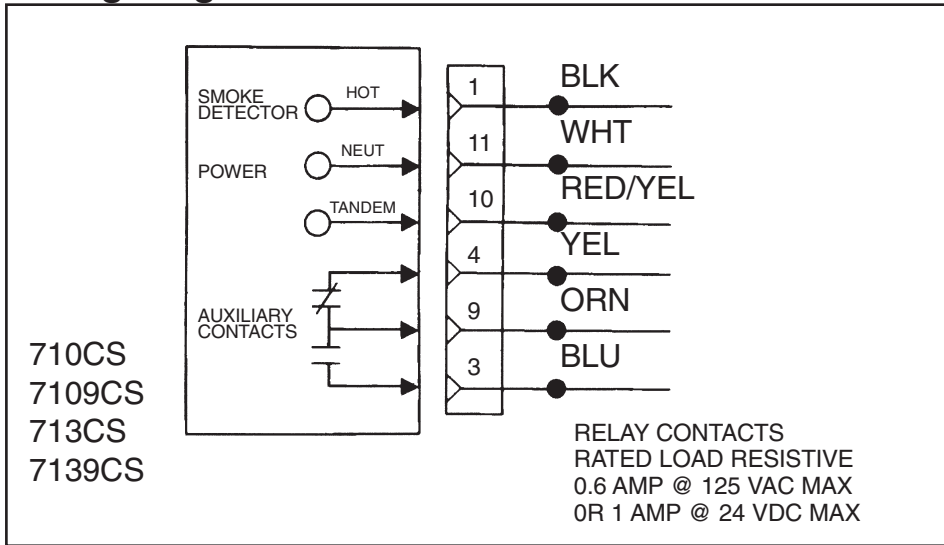 SMOKE
DETECTOR
HOT
POWER
NEUT
TANDEM
AUXILIARY
CONTACTS
1
11
10
4
9
3
BLK
WHT
RED/YEL
YEL
ORN
BLU
710CS
7109CS
713CS
7139CS
RELAY CONTACTS
RATED LOAD RESISTIVE
0.6 AMP @ 125 VAC MAX
0R 1 AMP @ 24 VDC MAX